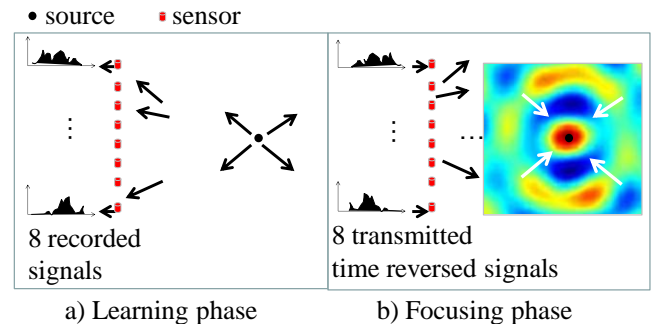 source sensor
8 recorded
signals
8 transmitted
time reversed signals
a) Learning phase b) Focusing phase